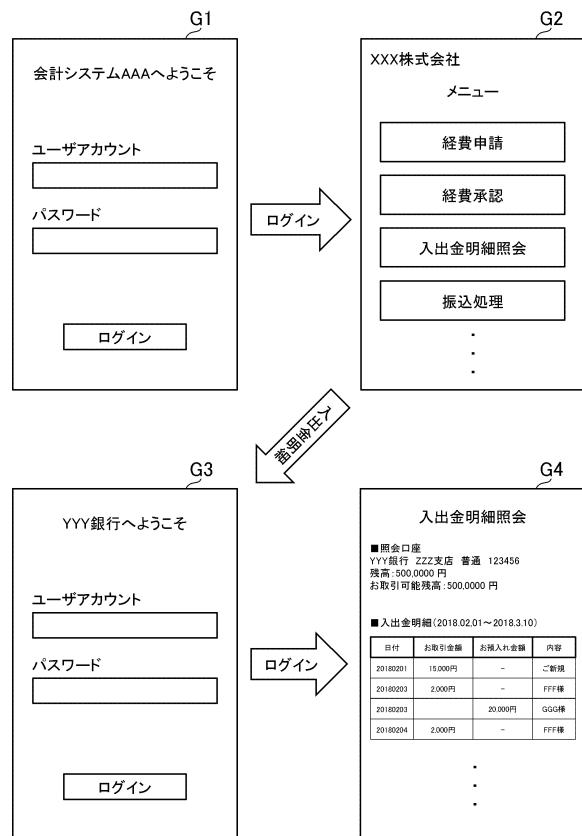 G1
会計システムAAAへようこそ
ユーザアカウント
パスワード
ログイン
ログイン
G2
XXX株式会社
メニュー
経費申請
経費承認
入出金明細照会
振込処理
入出金明細
G3
YYY銀行へようこそ
ユーザアカウント
パスワード
ログイン
ログイン
G4
入出金明細照会
■照会口座
YYY銀行 ZZZ支店 普通 123456
残高:500,0000 円
お取引可能残高:500,0000 円
■入出金明細(2018.02.01～2018.3.10)
日付 お取引金額 お預入れ金額 内容
20180201 15,000円 － ご新規
20180203 2,000円 － FFF様
20180203 20,000円 GGG様
20180204 2,000円 － FFF様